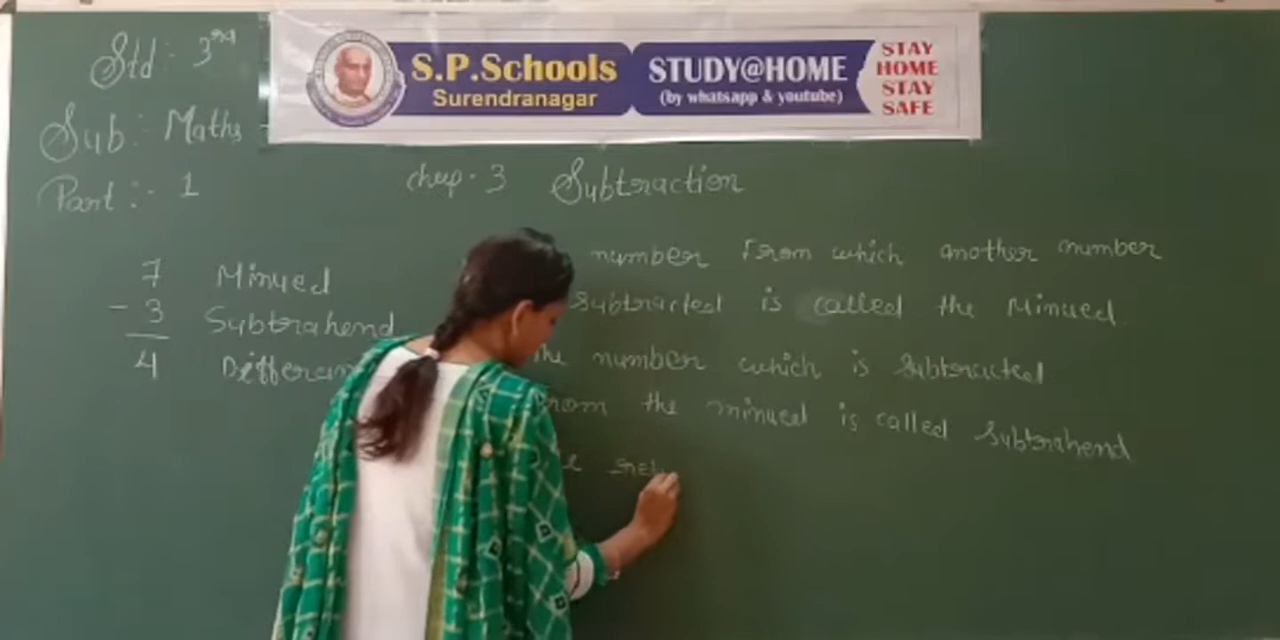 Std :- 3rd
S.P.Schools
Surendranagar
STUDY@HOME
(by whatsapp & youtube)
STAY
HOME
STAY
SAFE
Sub :- Maths
Part :- 1
chap - 3 Subtraction
7 Minued
- 3 Subtrahend
4
number from which another number
subtracted is called the Minued
the number which is subtracted
from the minued is called subtrahend